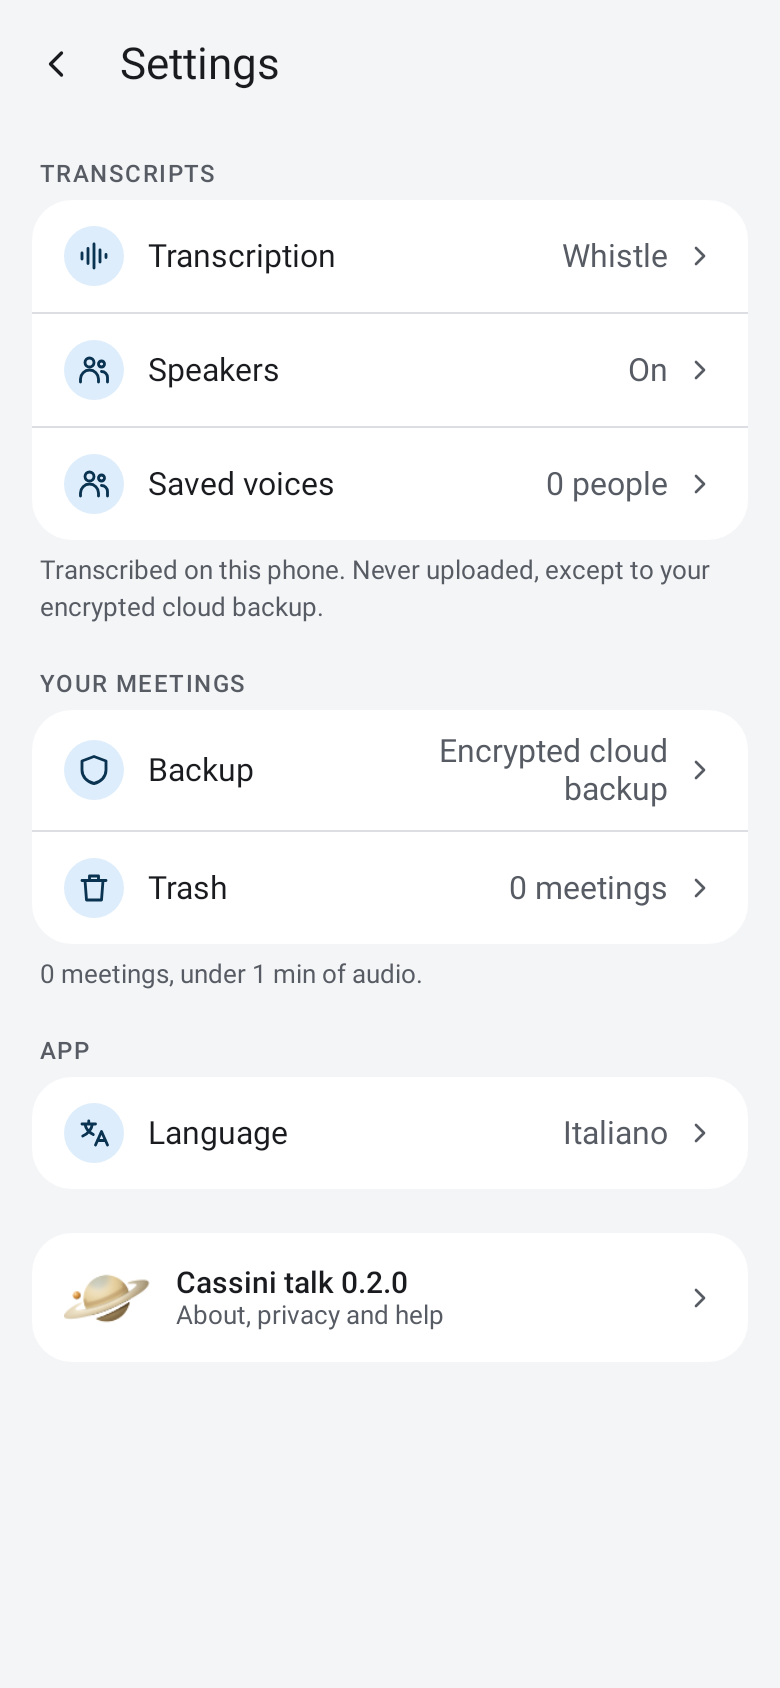 Settings
TRANSCRIPTS
Transcription Whistle
Speakers On
Saved voices 0 people
Transcribed on this phone. Never uploaded, except to your
encrypted cloud backup.
YOUR MEETINGS
Backup Encrypted cloud
backup
Trash 0 meetings
0 meetings, under 1 min of audio.
APP
Language Italiano
Cassini talk 0.2.0
About, privacy and help